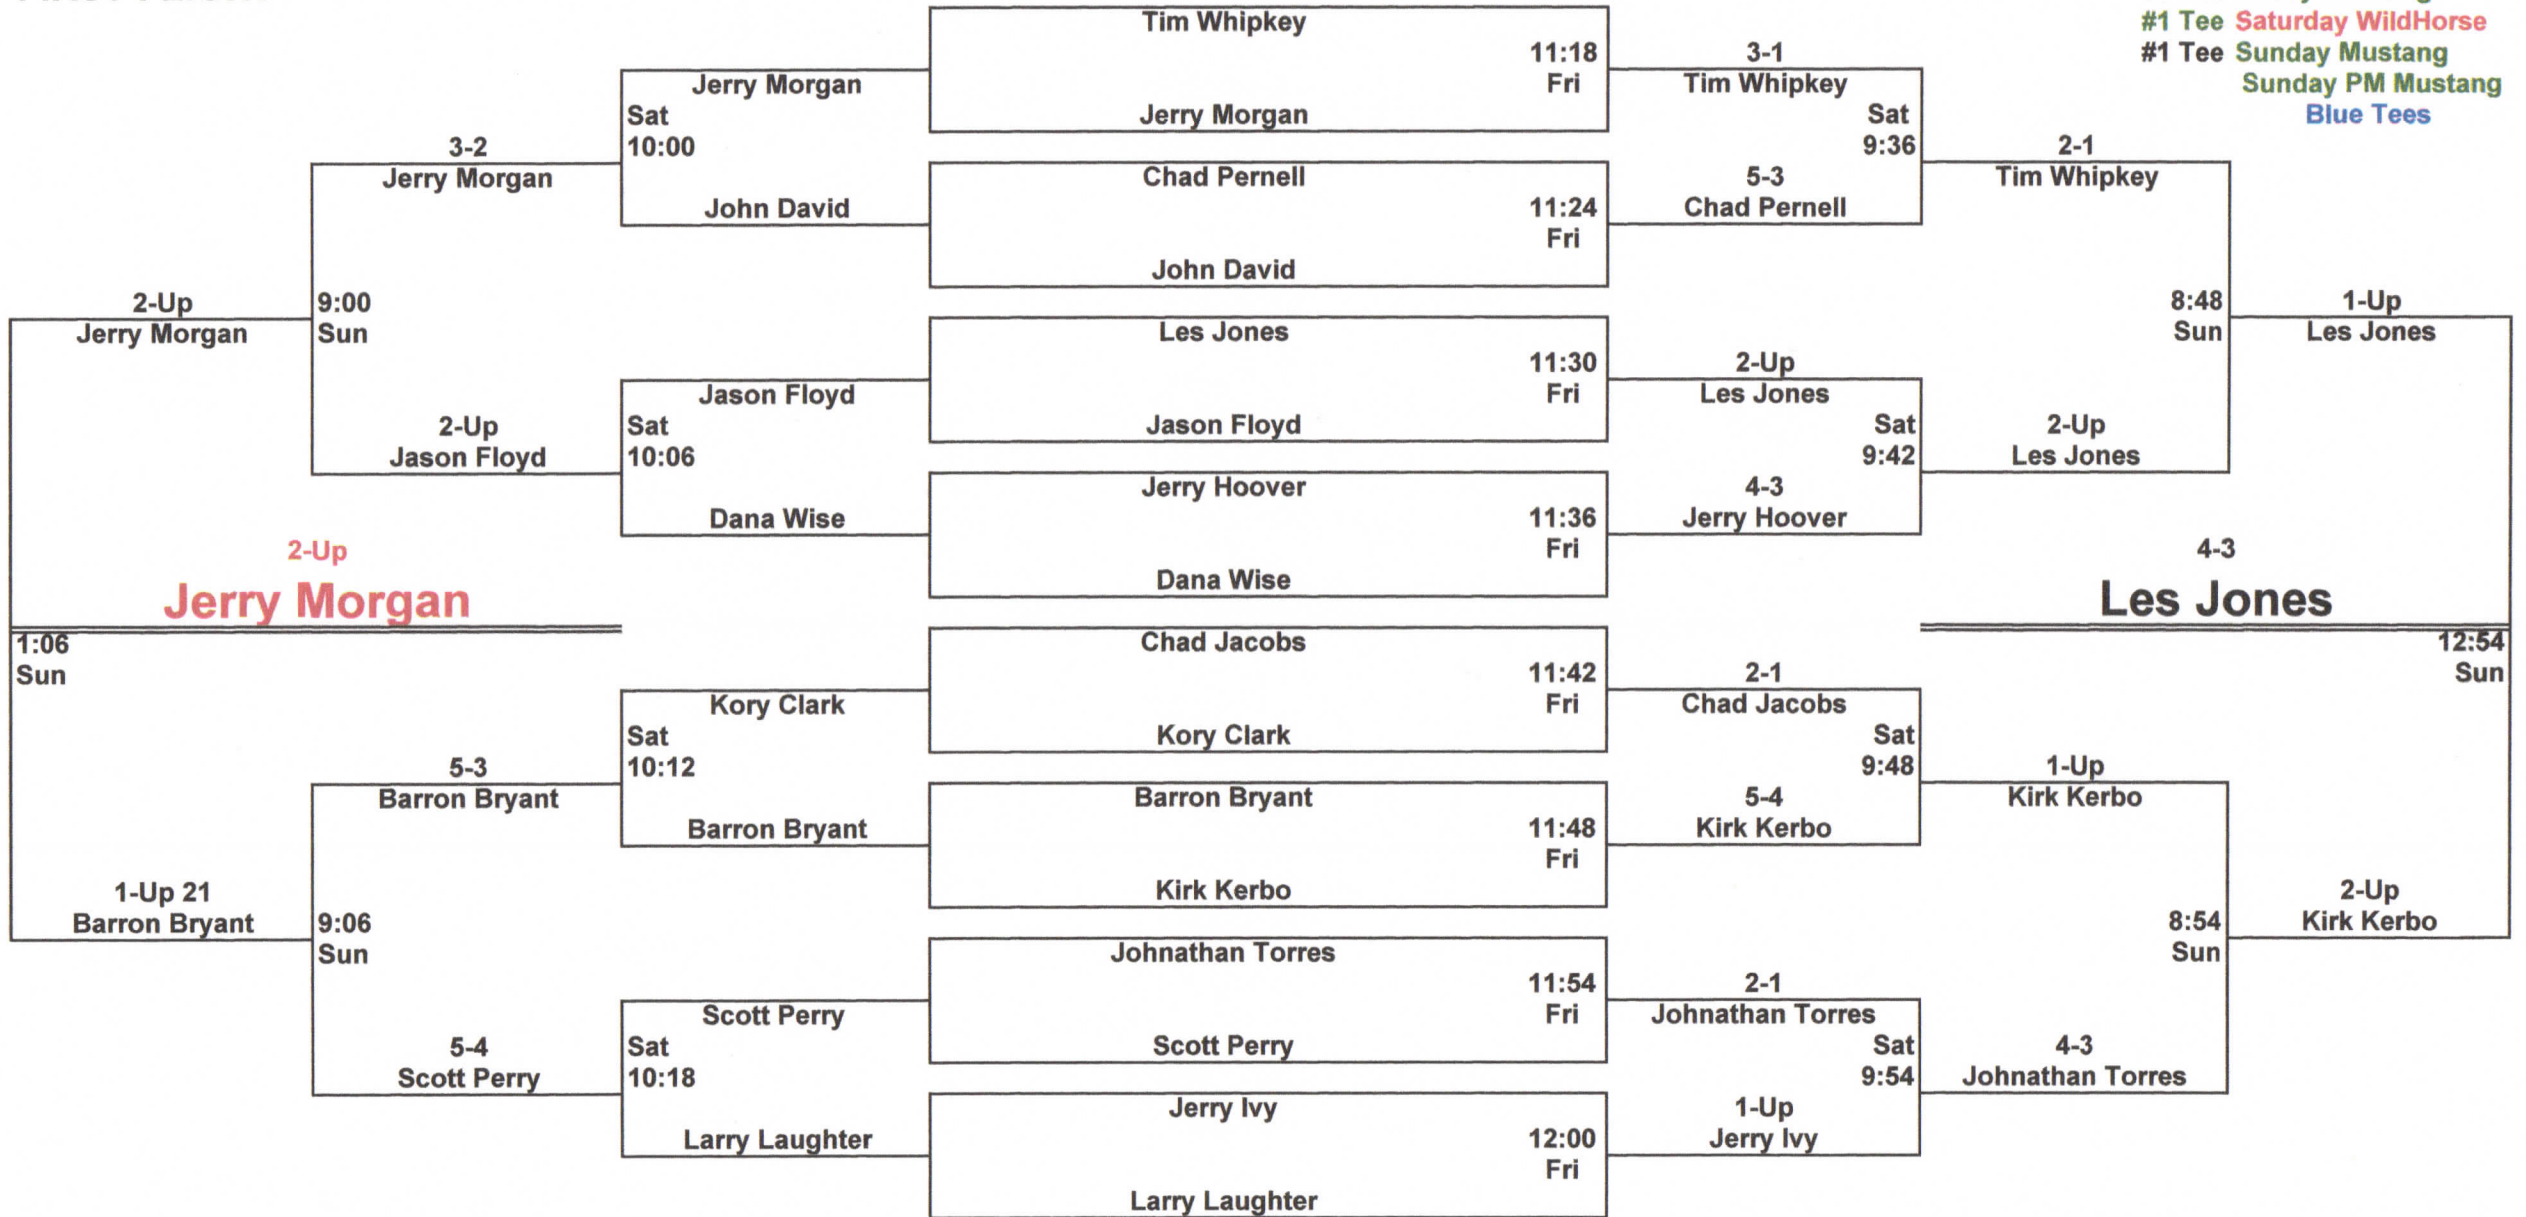 #1 Tee Saturday WildHorse
#1 Tee Sunday Mustang
Sunday PM Mustang
Blue Tees
Tim Whipkey
11:18
Fri
Jerry Morgan
Chad Pernell
11:24
Fri
John David
Les Jones
11:30
Fri
Jason Floyd
Jerry Hoover
11:36
Fri
Dana Wise
Chad Jacobs
11:42
Fri
Kory Clark
Barron Bryant
11:48
Fri
Kirk Kerbo
Johnathan Torres
11:54
Fri
Scott Perry
Jerry Ivy
12:00
Fri
Larry Laughter
Jerry Morgan
Sat
10:00
John David
Jason Floyd
Sat
10:06
Dana Wise
Kory Clark
Sat
10:12
Barron Bryant
Scott Perry
Sat
10:18
Larry Laughter
3-2
Jerry Morgan
9:00
Sun
2-Up
Jason Floyd
5-3
Barron Bryant
9:06
Sun
5-4
Scott Perry
2-Up
Jerry Morgan
2-Up
Jerry Morgan
1:06
Sun
1-Up 21
Barron Bryant
3-1
Tim Whipkey
Sat
9:36
5-3
Chad Pernell
2-Up
Les Jones
Sat
9:42
4-3
Jerry Hoover
2-1
Chad Jacobs
Sat
9:48
5-4
Kirk Kerbo
2-1
Johnathan Torres
Sat
9:54
1-Up
Jerry Ivy
2-1
Tim Whipkey
8:48
Sun
2-Up
Les Jones
1-Up
Kirk Kerbo
8:54
Sun
4-3
Johnathan Torres
1-Up
Les Jones
4-3
Les Jones
12:54
Sun
2-Up
Kirk Kerbo